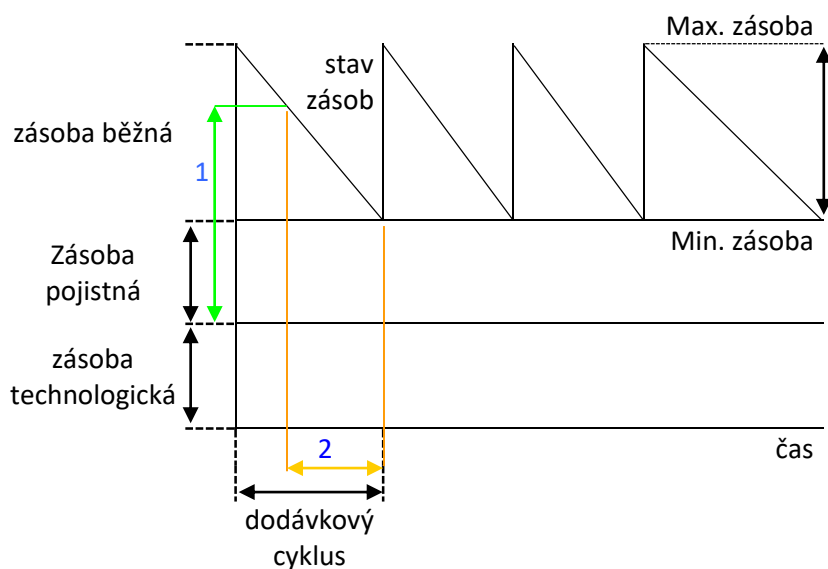 Max. zásoba
stav
zásob
zásoba běžná
1
Min. zásoba
Zásoba
pojistná
zásoba
technologická
2
čas
dodávkový
cyklus